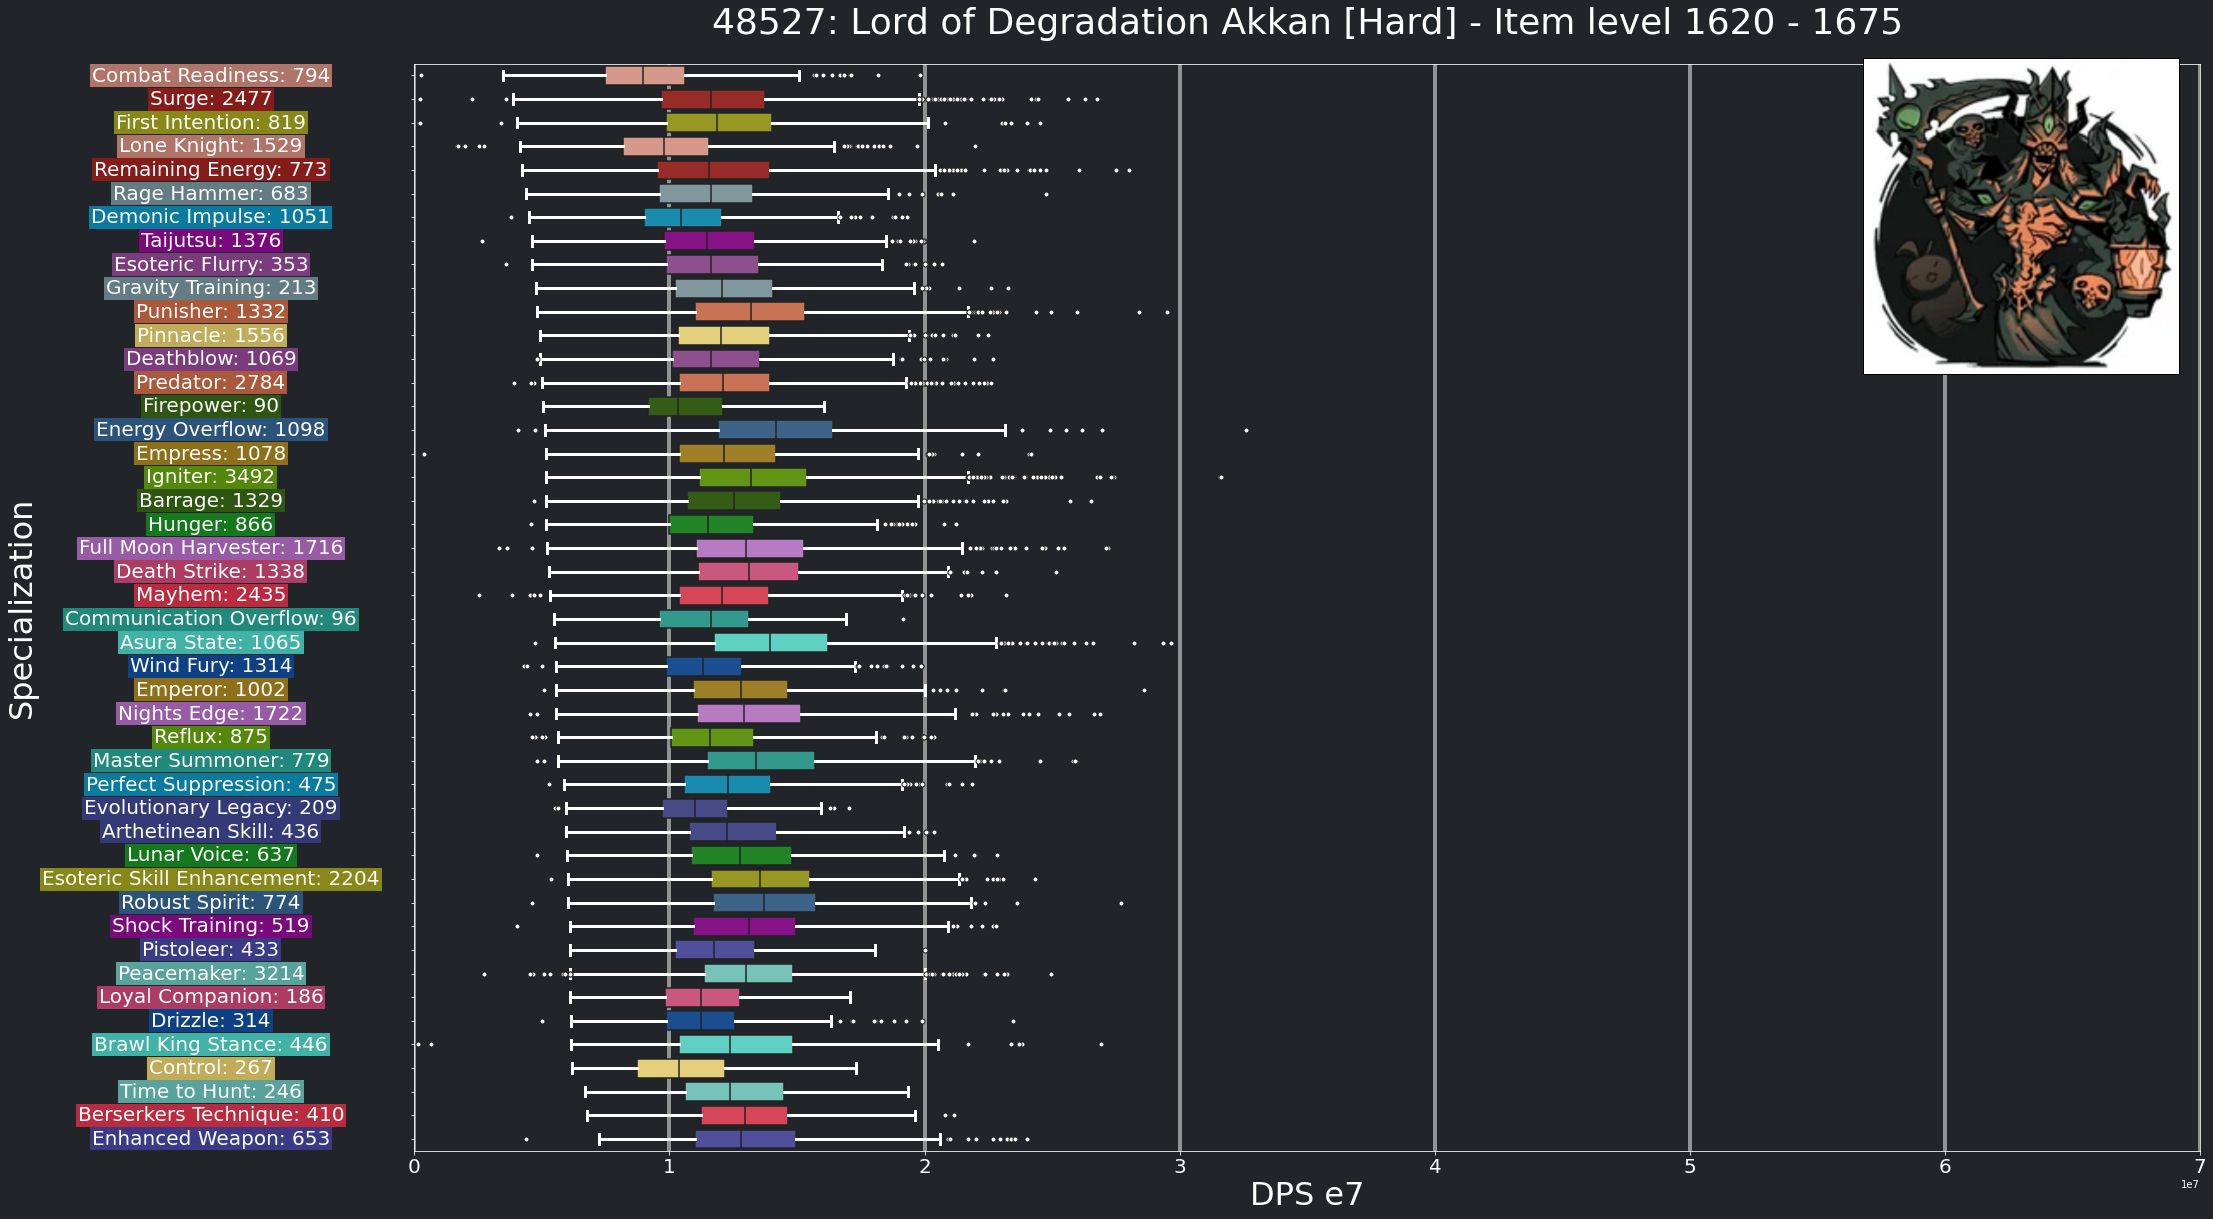 48527: Lord of Degradation Akkan [Hard] - Item level 1620 - 1675
Combat Readiness: 794
Surge: 2477
First Intention: 819
Lone Knight: 1529
Remaining Energy: 773
Rage Hammer: 683
Demonic Impulse: 1051
Taijutsu: 1376
Esoteric Flurry: 353
Gravity Training: 213
Punisher: 1332
Pinnacle: 1556
Deathblow: 1069
Predator: 2784
Firepower: 90
Energy Overflow: 1098
Empress: 1078
Igniter: 3492
Barrage: 1329
Hunger: 866
Full Moon Harvester: 1716
Death Strike: 1338
Mayhem: 2435
Communication Overflow: 96
Asura State: 1065
Wind Fury: 1314
Emperor: 1002
Nights Edge: 1722
Reflux: 875
Master Summoner: 779
Perfect Suppression: 475
Evolutionary Legacy: 209
Arthetinean Skill: 436
Lunar Voice: 637
Esoteric Skill Enhancement: 2204
Robust Spirit: 774
Shock Training: 519
Pistoleer: 433
Peacemaker: 3214
Loyal Companion: 186
Drizzle: 314
Brawl King Stance: 446
Control: 267
Time to Hunt: 246
Berserkers Technique: 410
Enhanced Weapon: 653
Specialization
0 1 2 3 4 5 6 7
1e7
DPS e7